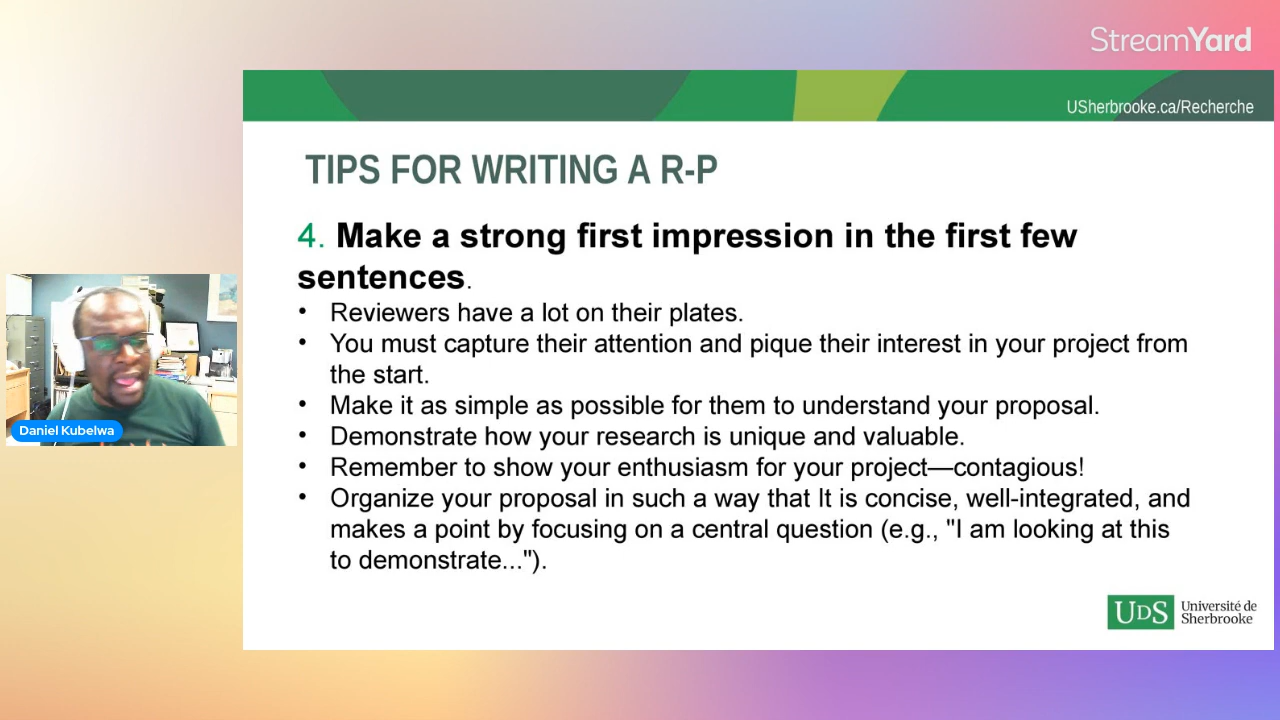 StreamYard
USherbrooke.ca/Recherche
TIPS FOR WRITING A R-P
4. Make a strong first impression in the first few
sentences.
• Reviewers have a lot on their plates.
• You must capture their attention and pique their interest in your project from
the start.
• Make it as simple as possible for them to understand your proposal.
• Demonstrate how your research is unique and valuable.
• Remember to show your enthusiasm for your project—contagious!
• Organize your proposal in such a way that It is concise, well-integrated, and
makes a point by focusing on a central question (e.g., "I am looking at this
to demonstrate...").
Daniel Kubelwa
UDS Université de
Sherbrooke